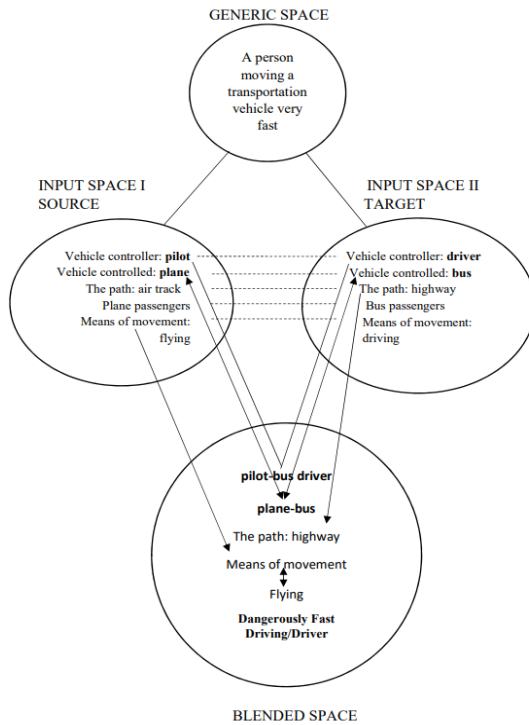 GENERIC SPACE
A person
moving a
transportation
vehicle very
fast
INPUT SPACE I
SOURCE
INPUT SPACE II
TARGET
Vehicle controller: pilot
Vehicle controlled: plane
The path: air track
Plane passengers
Means of movement:
flying
Vehicle controller: driver
Vehicle controlled: bus
The path: highway
Bus passengers
Means of movement:
driving
pilot-bus driver
plane-bus
The path: highway
Means of movement
Flying
Dangerously Fast
Driving/Driver
BLENDED SPACE